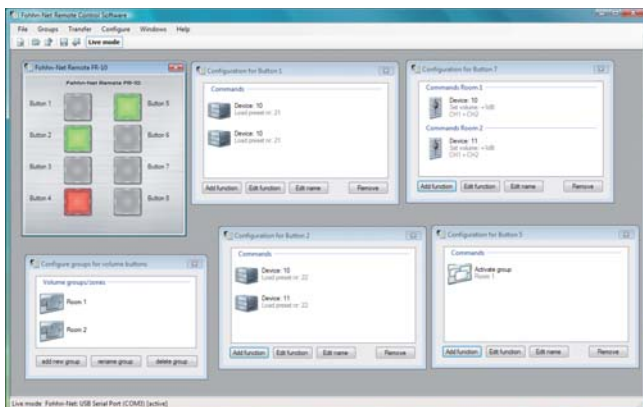 Fohhn-Net Remote Control Software
File Groups Transfer Configure Windows Help
Live mode
Fohhn-Net Remote PR-10
Fohhn-Net Remote PR-10
Button 1 Button 5
Button 2 Button 6
Button 3 Button 7
Button 4 Button 8
Configuration for Button 1
Commands
Device: 10
Load preset nr: 21
Device: 10
Load preset nr: 21
Add function Edit function Edit name Remove
Configuration for Button 7
Commands Room 1
Device: 10
Set volume: +1dB
CH1 + CH2
Commands Room 2
Device: 11
Set volume: +1dB
CH1 + CH2
Add function Edit function Edit name Remove
Configure groups for volume buttons
Volume groups/zones
Room 1
Room 2
add new group rename group delete group
Configuration for Button 2
Commands
Device: 10
Load preset nr: 22
Device: 11
Load preset nr: 22
Add function Edit function Edit name Remove
Configuration for Button 5
Commands
Activate group
Room 1
Add function Edit function Edit name Remove
Live mode Fohhn-Net: USB Serial Port (COM3) [active]